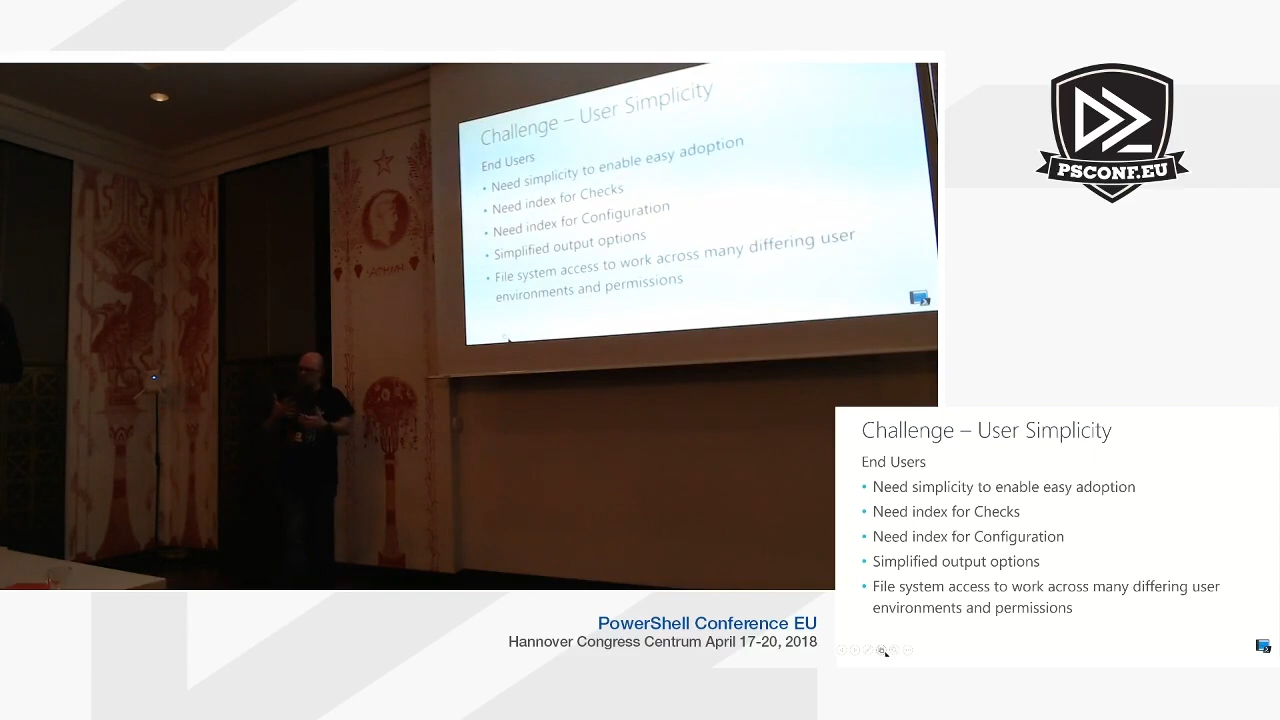 Challenge – User Simplicity
End Users
• Need simplicity to enable easy adoption
• Need index for Checks
• Need index for Configuration
• Simplified output options
• File system access to work across many differing user
environments and permissions
PSCONF.EU
Challenge – User Simplicity
End Users
• Need simplicity to enable easy adoption
• Need index for Checks
• Need index for Configuration
• Simplified output options
• File system access to work across many differing user
environments and permissions
PowerShell Conference EU
Hannover Congress Centrum April 17-20, 2018